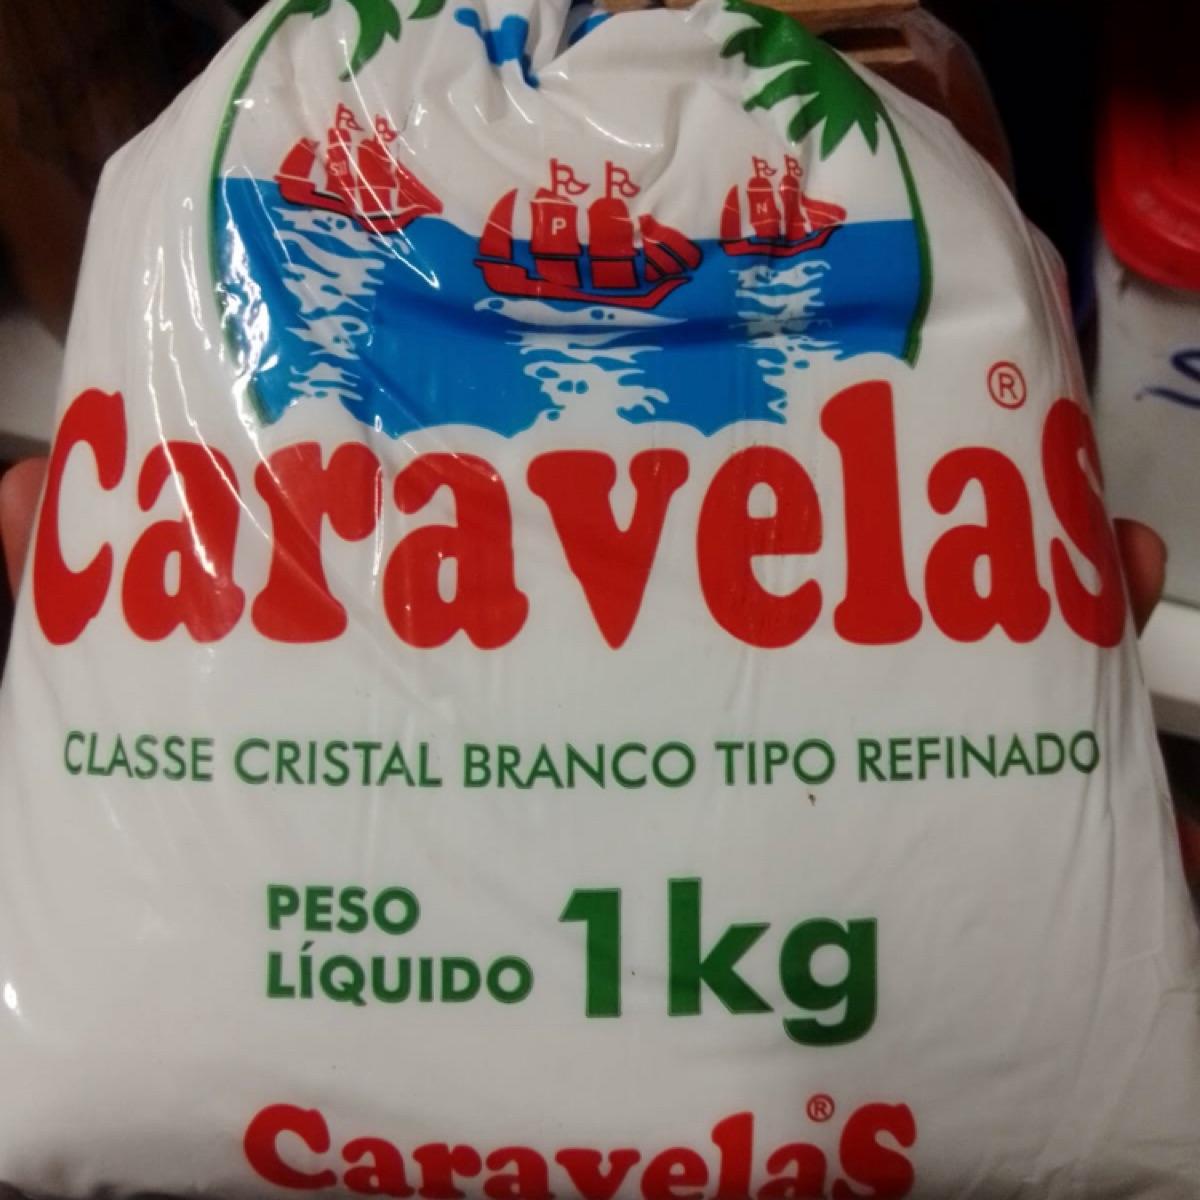 P
N
Caravelas
®
CLASSE CRISTAL BRANCO TIPO REFINADO
PESO
LÍQUIDO
1kg
Caravelas
®